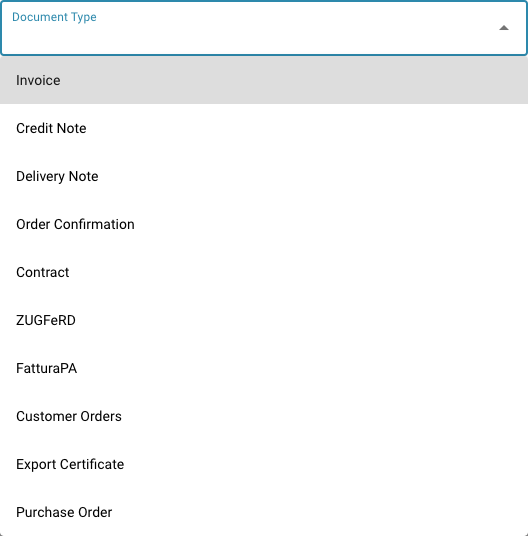 Document Type
Invoice
Credit Note
Delivery Note
Order Confirmation
Contract
ZUGFeRD
FatturaPA
Customer Orders
Export Certificate
Purchase Order